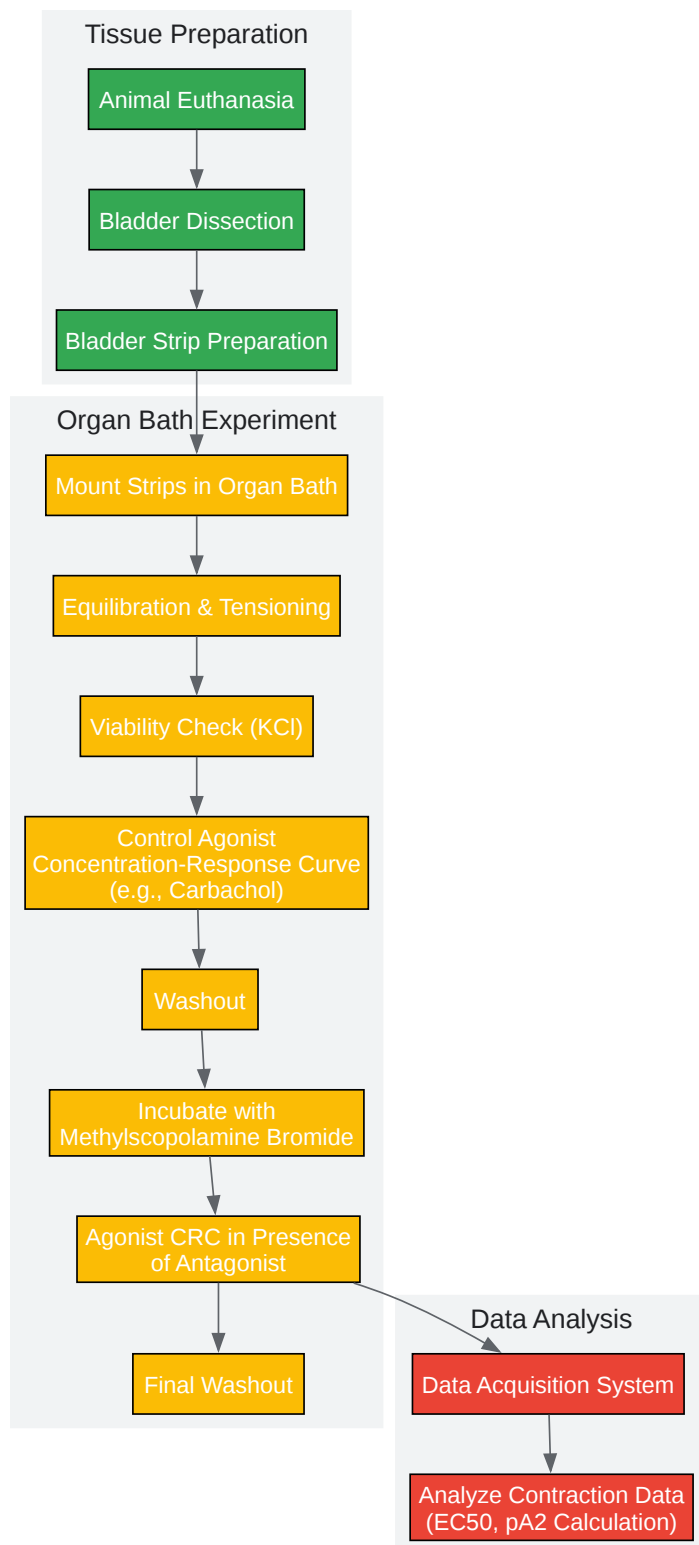 Tissue Preparation
Animal Euthanasia
Bladder Dissection
Bladder Strip Preparation
Organ Bath Experiment
Mount Strips in Organ Bath
Equilibration & Tensioning
Viability Check (KCl)
Control Agonist
Concentration-Response Curve
(e.g., Carbachol)
Washout
Incubate with
Methylscopolamine Bromide
Agonist CRC in Presence
of Antagonist
Final Washout
Data Analysis
Data Acquisition System
Analyze Contraction Data
(EC50, pA2 Calculation)